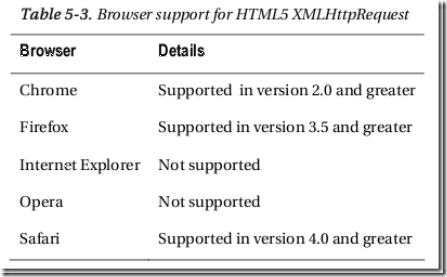 Table 5-3. Browser support for HTML5 XMLHttpRequest
Browser Details
Chrome Supported in version 2.0 and greater
Firefox Supported in version 3.5 and greater
Internet Explorer Not supported
Opera Not supported
Safari Supported in version 4.0 and greater